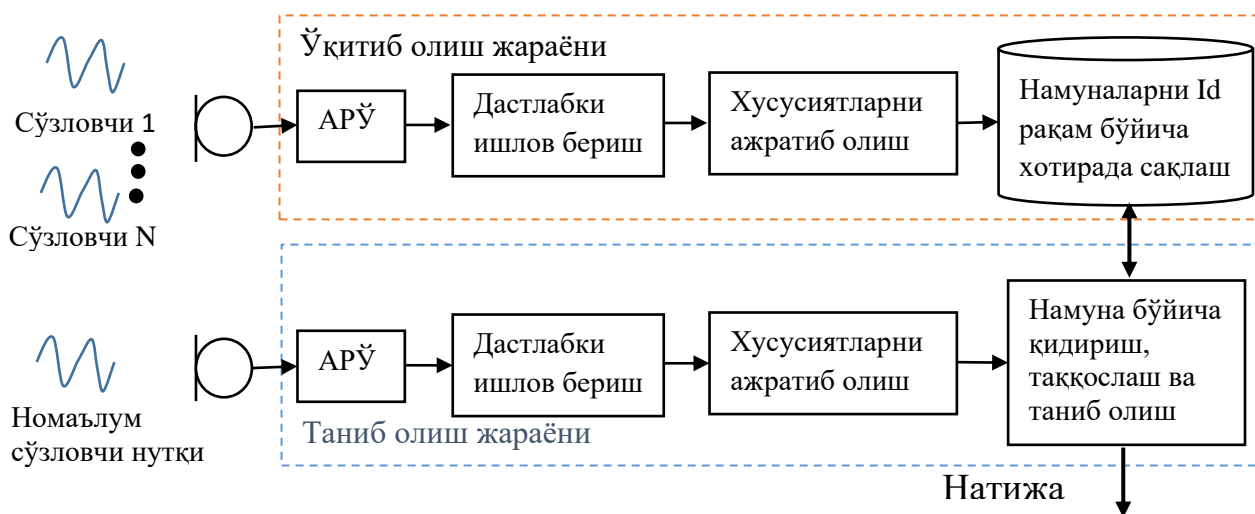 Ўқитиб олиш жараёни
Сўзловчи 1
Сўзловчи N
АРЎ
Дастлабки
ишлов бериш
Хусусиятларни
ажратиб олиш
Намуналарни Id
рақам бўйича
хотирада сақлаш
Номаълум
сўзловчи нутқи
АРЎ
Дастлабки
ишлов бериш
Хусусиятларни
ажратиб олиш
Намуна бўйича
қидириш,
таққослаш ва
таниб олиш
Таниб олиш жараёни
Натижа